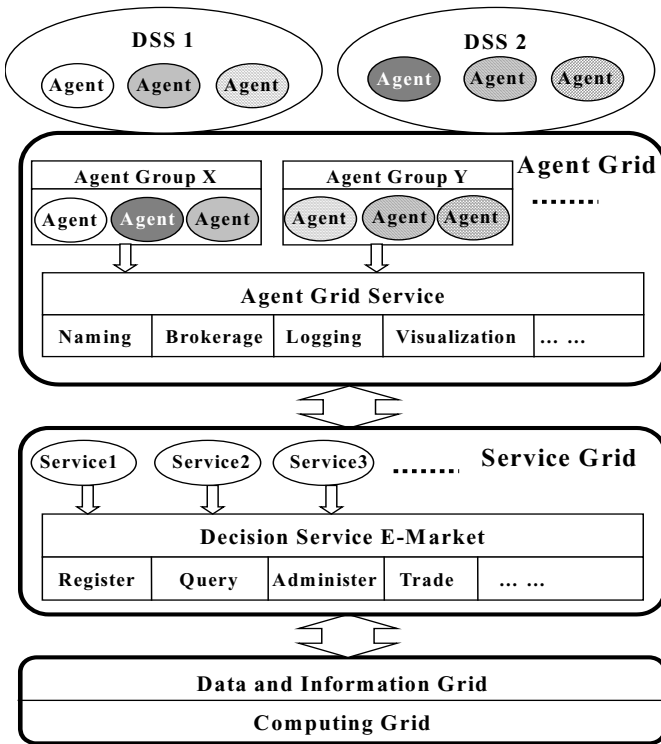 DSS 1
Agent Agent Agent
DSS 2
Agent Agent Agent
Agent Grid
Agent Group X
Agent Agent Agent
Agent Group Y
Agent Agent Agent
Agent Grid Service
Naming Brokerage Logging Visualization ... ...
Service Grid
Service1 Service2 Service3
Decision Service E-Market
Register Query Administer Trade ... ...
Data and Information Grid
Computing Grid